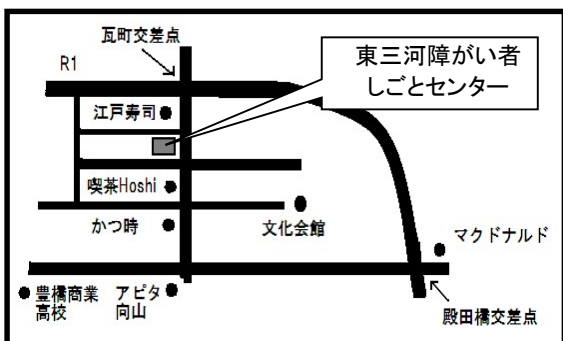 瓦町交差点
R1
東三河障がい者
しごとセンター
江戸寿司
喫茶Hoshi
かつ時
文化会館
マクドナルド
豊橋商業
高校
アピタ
向山
殿田橋交差点